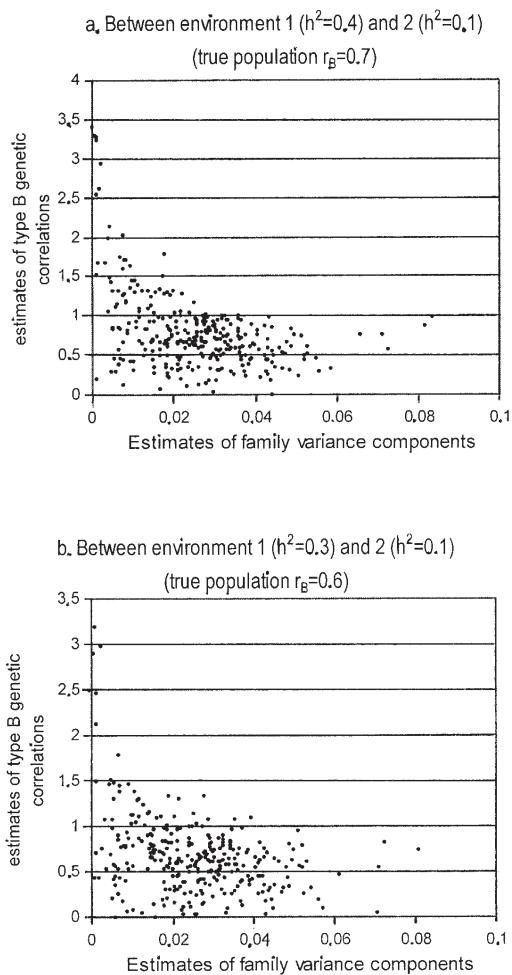 a. Between environment 1 (h²=0.4) and 2 (h²=0.1)
(true population r_B=0.7)
4
3,5
3
2,5
2
1,5
1
0,5
0
estimates of type B genetic
correlations
0 0,02 0,04 0,06 0,08 0,1
Estimates of family variance components
b. Between environment 1 (h²=0.3) and 2 (h²=0.1)
(true population r_B=0.6)
3,5
3
2,5
2
1,5
1
0,5
0
estimates of type B genetic
correlations
0 0,02 0,04 0,06 0,08 0,1
Estimates of family variance components